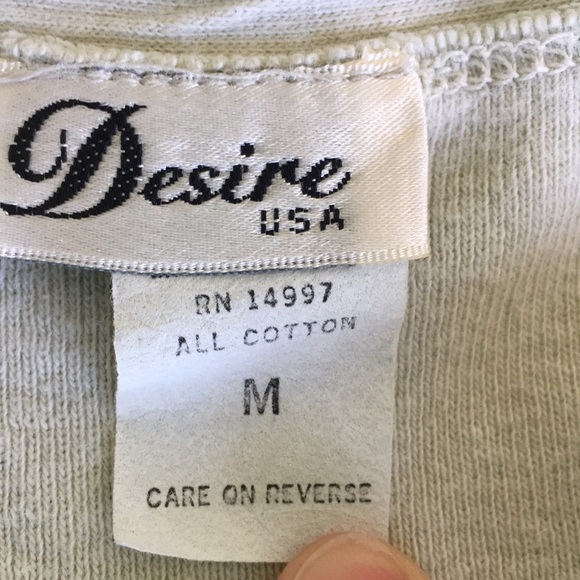 Desire
USA
RN 14997
ALL COTTON
M
CARE ON REVERSE